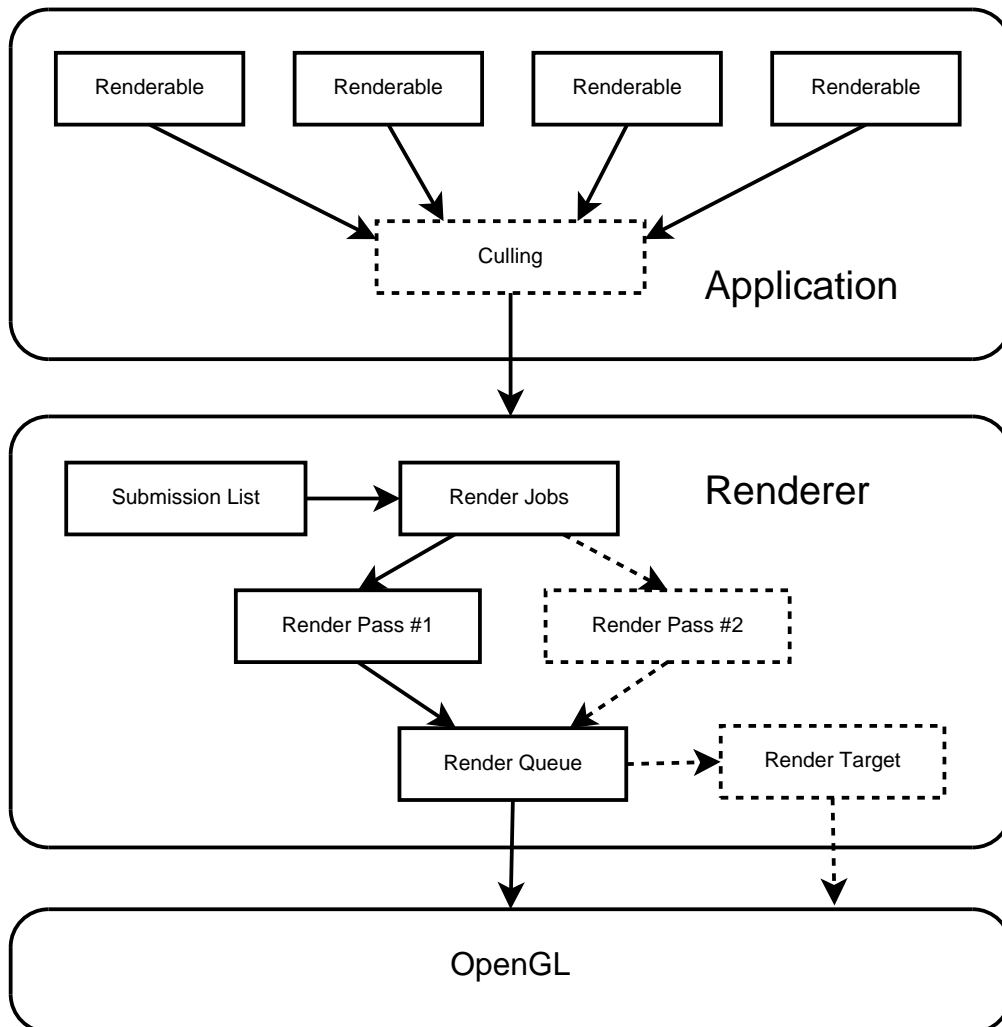 Renderable
Renderable
Renderable
Renderable
Culling
Application
Submission List
Render Jobs
Renderer
Render Pass #1
Render Pass #2
Render Queue
Render Target
OpenGL